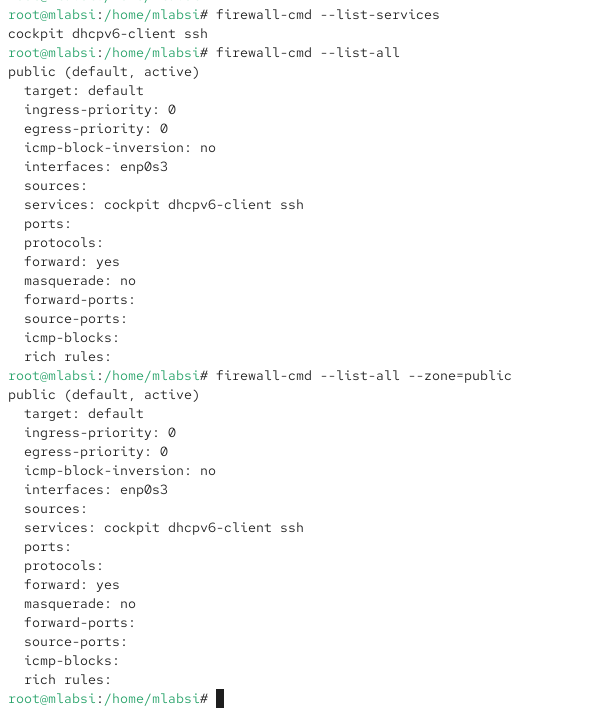 root@mlabsi:/home/mlabsi# firewall-cmd --list-services
cockpit dhcpv6-client ssh
root@mlabsi:/home/mlabsi# firewall-cmd --list-all
public (default, active)
  target: default
  ingress-priority: 0
  egress-priority: 0
  icmp-block-inversion: no
  interfaces: enp0s3
  sources:
  services: cockpit dhcpv6-client ssh
  ports:
  protocols:
  forward: yes
  masquerade: no
  forward-ports:
  source-ports:
  icmp-blocks:
  rich rules:
root@mlabsi:/home/mlabsi# firewall-cmd --list-all --zone=public
public (default, active)
  target: default
  ingress-priority: 0
  egress-priority: 0
  icmp-block-inversion: no
  interfaces: enp0s3
  sources:
  services: cockpit dhcpv6-client ssh
  ports:
  protocols:
  forward: yes
  masquerade: no
  forward-ports:
  source-ports:
  icmp-blocks:
  rich rules:
root@mlabsi:/home/mlabsi#